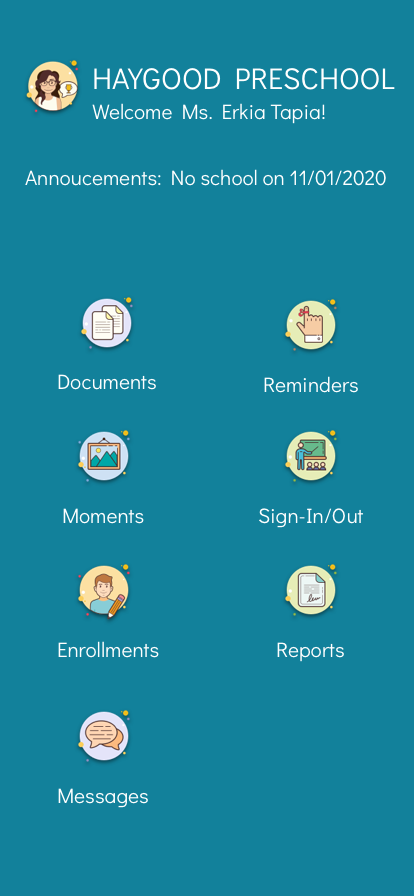 HAYGOOD PRESCHOOL
Welcome Ms. Erkia Tapia!
Annoucements: No school on 11/01/2020
Documents
Reminders
Moments
Sign-In/Out
Enrollments
Reports
Messages